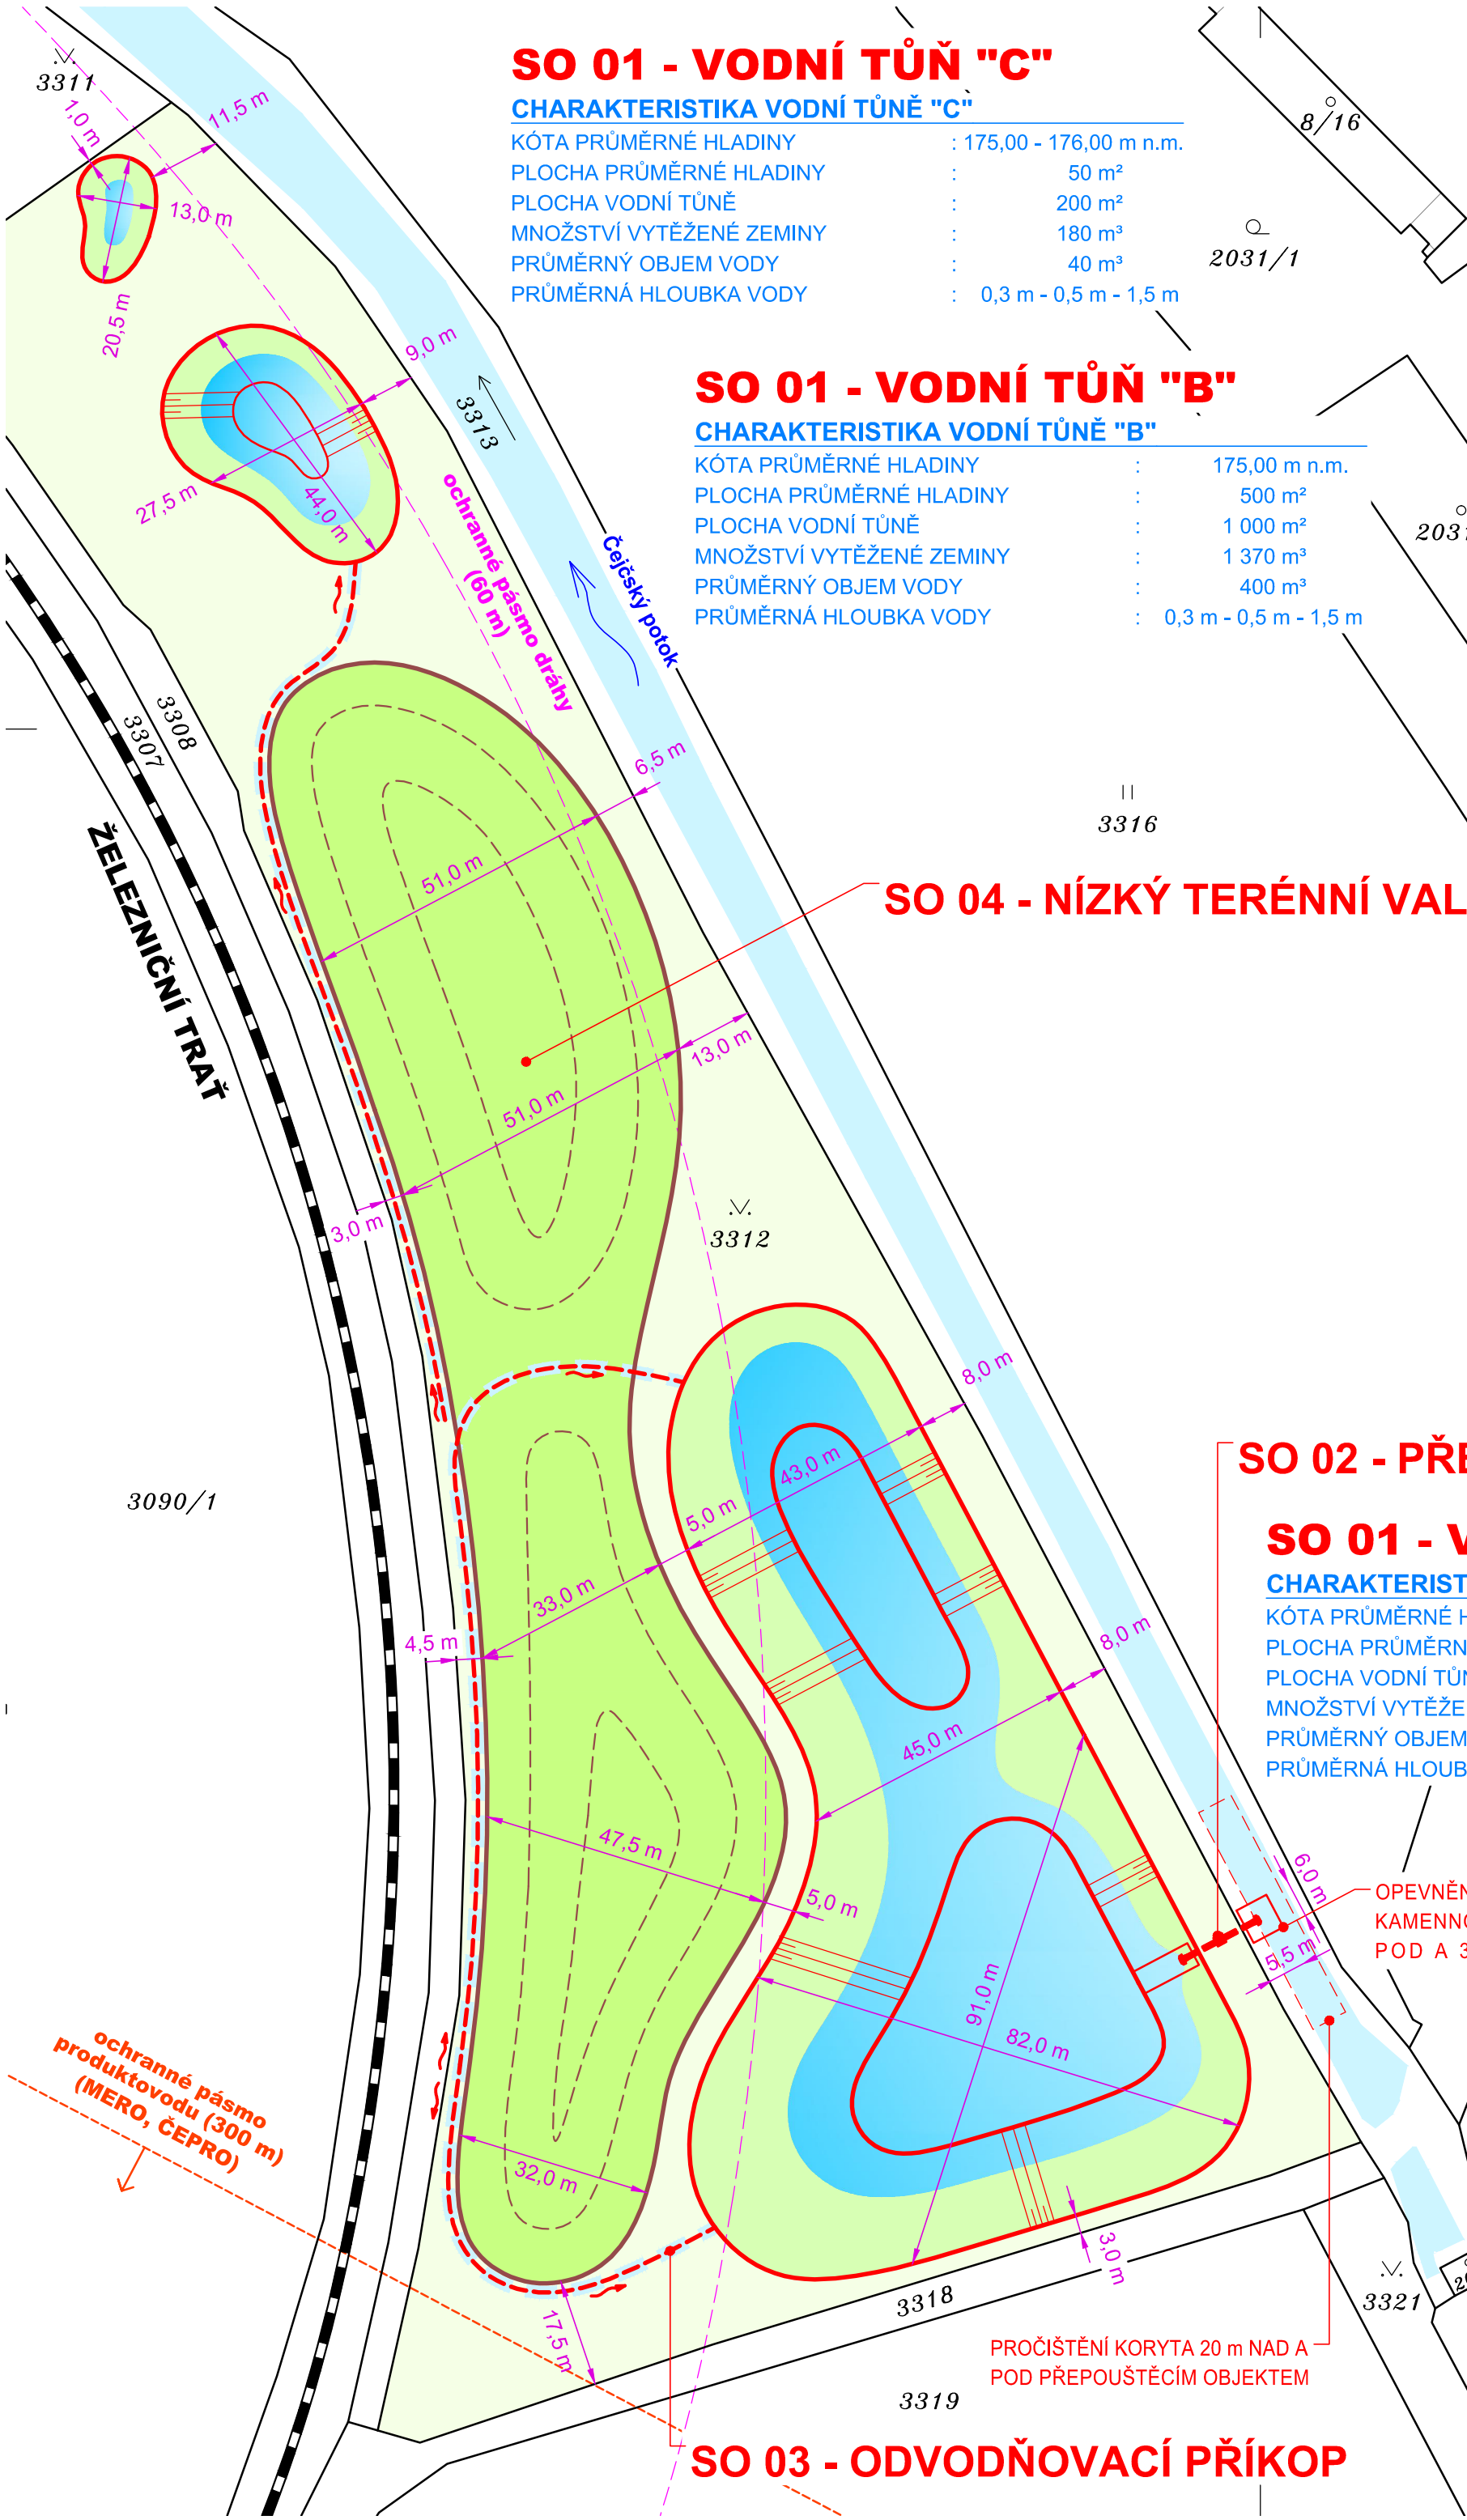 SO 01 - VODNÍ TŮŇ "C"
CHARAKTERISTIKA VODNÍ TŮNĚ "C"
KÓTA PRŮMĚRNÉ HLADINY : 175,00 - 176,00 m n.m.
PLOCHA PRŮMĚRNÉ HLADINY : 50 m²
PLOCHA VODNÍ TŮNĚ : 200 m²
MNOŽSTVÍ VYTĚŽENÉ ZEMINY : 180 m³
PRŮMĚRNÝ OBJEM VODY : 40 m³
PRŮMĚRNÁ HLOUBKA VODY : 0,3 m - 0,5 m - 1,5 m
3311
1,0 m
11,5 m
13,0 m
20,5 m
8/16
2031/1
SO 01 - VODNÍ TŮŇ "B"
CHARAKTERISTIKA VODNÍ TŮNĚ "B"
KÓTA PRŮMĚRNÉ HLADINY : 175,00 m n.m.
PLOCHA PRŮMĚRNÉ HLADINY : 500 m²
PLOCHA VODNÍ TŮNĚ : 1 000 m²
MNOŽSTVÍ VYTĚŽENÉ ZEMINY : 1 370 m³
PRŮMĚRNÝ OBJEM VODY : 400 m³
PRŮMĚRNÁ HLOUBKA VODY : 0,3 m - 0,5 m - 1,5 m
9,0 m
3313
27,5 m
44,0 m
2031
ochranné pásmo dráhy
(60 m)
Čejčský potok
3308
3307
6,5 m
3316
ŽELEZNIČNÍ TRAŤ
51,0 m
SO 04 - NÍZKÝ TERÉNNÍ VAL
13,0 m
51,0 m
3,0 m
3312
8,0 m
43,0 m
5,0 m
33,0 m
4,5 m
3090/1
SO 02 - PŘE
SO 01 - V
CHARAKTERIST
KÓTA PRŮMĚRNÉ H
PLOCHA PRŮMĚRN
PLOCHA VODNÍ TŮN
MNOŽSTVÍ VYTĚŽE
PRŮMĚRNÝ OBJEM
PRŮMĚRNÁ HLOUB
8,0 m
45,0 m
47,5 m
5,0 m
6,0 m
5,5 m
OPEVNĚN
KAMENNO
POD A 3
91,0 m
82,0 m
ochranné pásmo
produktovodu (300 m)
(MERO, ČEPRO)
32,0 m
3,0 m
17,5 m
3318
3321
20
PROČIŠTĚNÍ KORYTA 20 m NAD A
POD PŘEPOUŠTĚCÍM OBJEKTEM
3319
SO 03 - ODVODŇOVACÍ PŘÍKOP